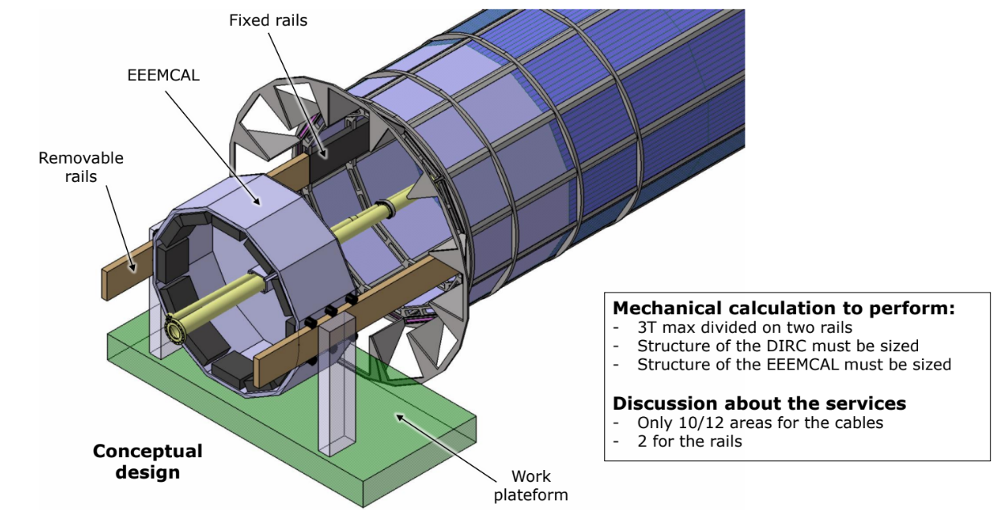 Fixed rails
EEEMCAL
Removable
rails
Mechanical calculation to perform:
- 3T max divided on two rails
- Structure of the DIRC must be sized
- Structure of the EEEMCAL must be sized
Discussion about the services
- Only 10/12 areas for the cables
- 2 for the rails
Conceptual
design
Work
plateform